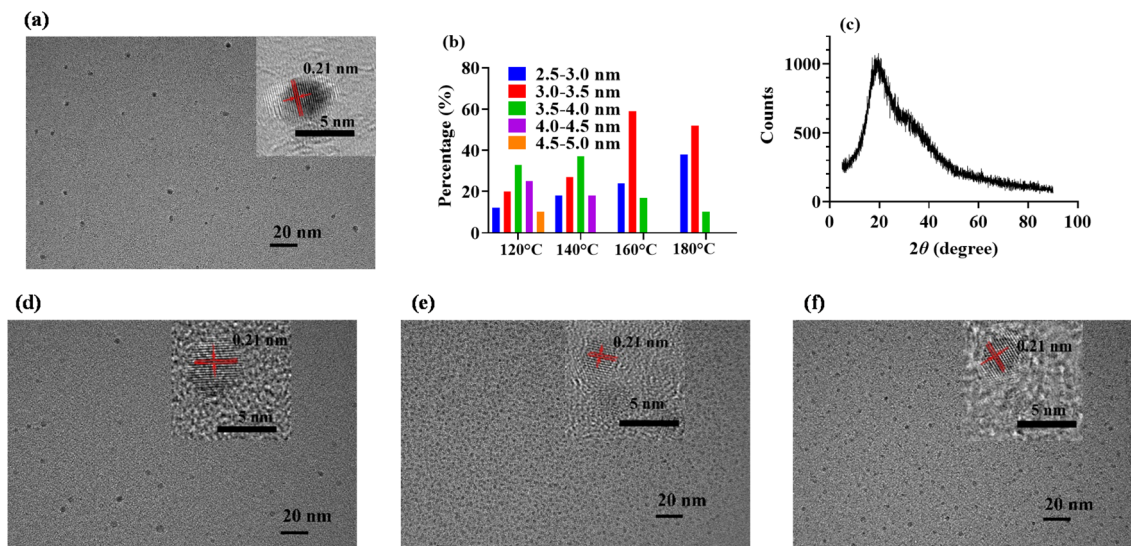 (a)
0.21 nm
5 nm
20 nm
(b)
Percentage (%)
80
60
40
20
0
2.5-3.0 nm
3.0-3.5 nm
3.5-4.0 nm
4.0-4.5 nm
4.5-5.0 nm
120°C
140°C
160°C
180°C
(c)
Counts
1000
500
0
0
20
40
60
80
100
2θ (degree)
(d)
0.21 nm
5 nm
20 nm
(e)
0.21 nm
5 nm
20 nm
(f)
0.21 nm
5 nm
20 nm